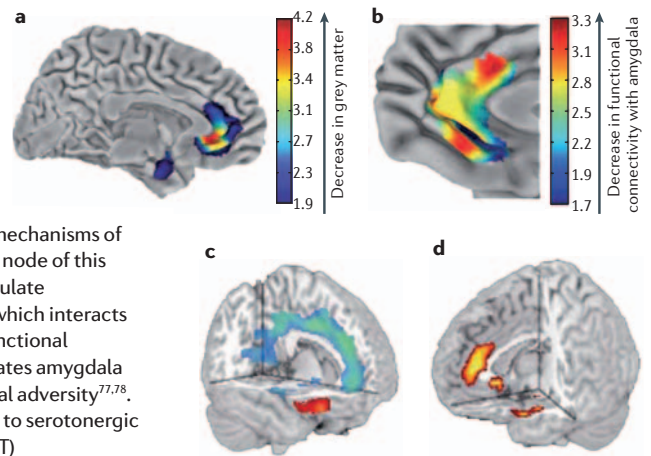 a
4.2
3.8
3.4
3.1
2.7
2.3
1.9
Decrease in grey matter
b
3.3
3.1
2.8
2.5
2.2
1.9
1.7
Decrease in functional
connectivity with amygdala
mechanisms of
node of this
ulate
which interacts
nctional
ates amygdala
al adversity77,78.
to serotonergic
T)
c
d